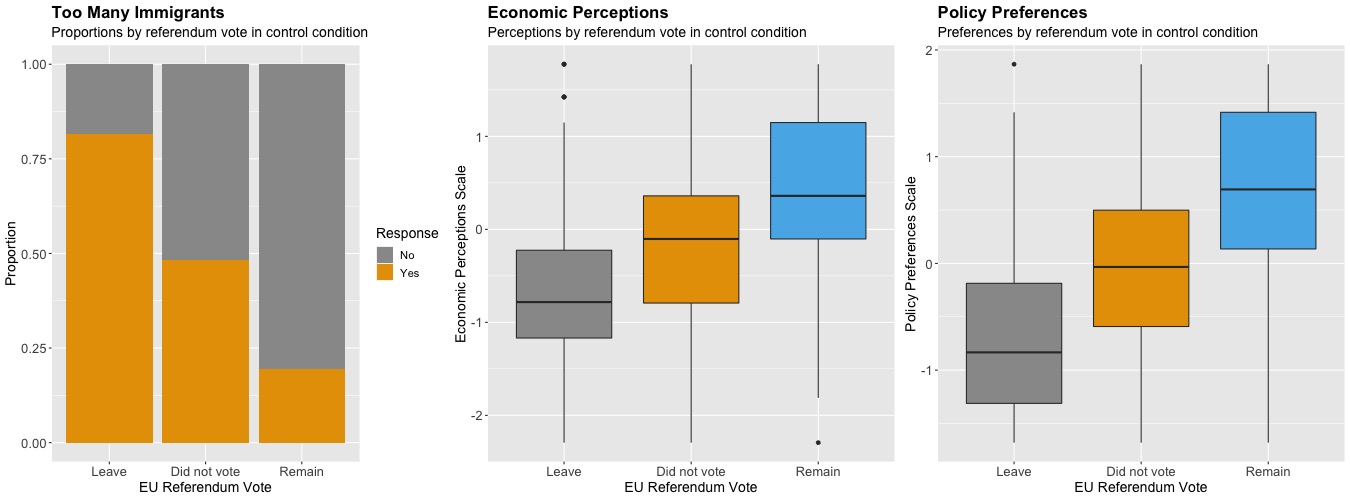 Too Many Immigrants
Proportions by referendum vote in control condition
1.00
0.75
0.50
0.25
0.00
Proportion
Leave
Did not vote
Remain
EU Referendum Vote
Response
No
Yes
Economic Perceptions
Perceptions by referendum vote in control condition
1
0
-1
-2
Economic Perceptions Scale
Leave
Did not vote
Remain
EU Referendum Vote
Policy Preferences
Preferences by referendum vote in control condition
2
1
0
-1
Policy Preferences Scale
Leave
Did not vote
Remain
EU Referendum Vote